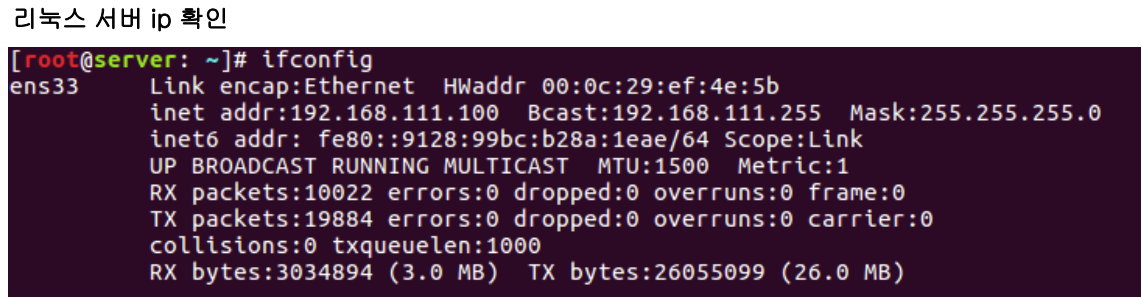 리눅스 서버 ip 확인
[root@server: ~]# ifconfig
ens33 Link encap:Ethernet HWaddr 00:0c:29:ef:4e:5b
inet addr:192.168.111.100 Bcast:192.168.111.255 Mask:255.255.255.0
inet6 addr: fe80::9128:99bc:b28a:1eae/64 Scope:Link
UP BROADCAST RUNNING MULTICAST MTU:1500 Metric:1
RX packets:10022 errors:0 dropped:0 overruns:0 frame:0
TX packets:19884 errors:0 dropped:0 overruns:0 carrier:0
collisions:0 txqueuelen:1000
RX bytes:3034894 (3.0 MB) TX bytes:26055099 (26.0 MB)